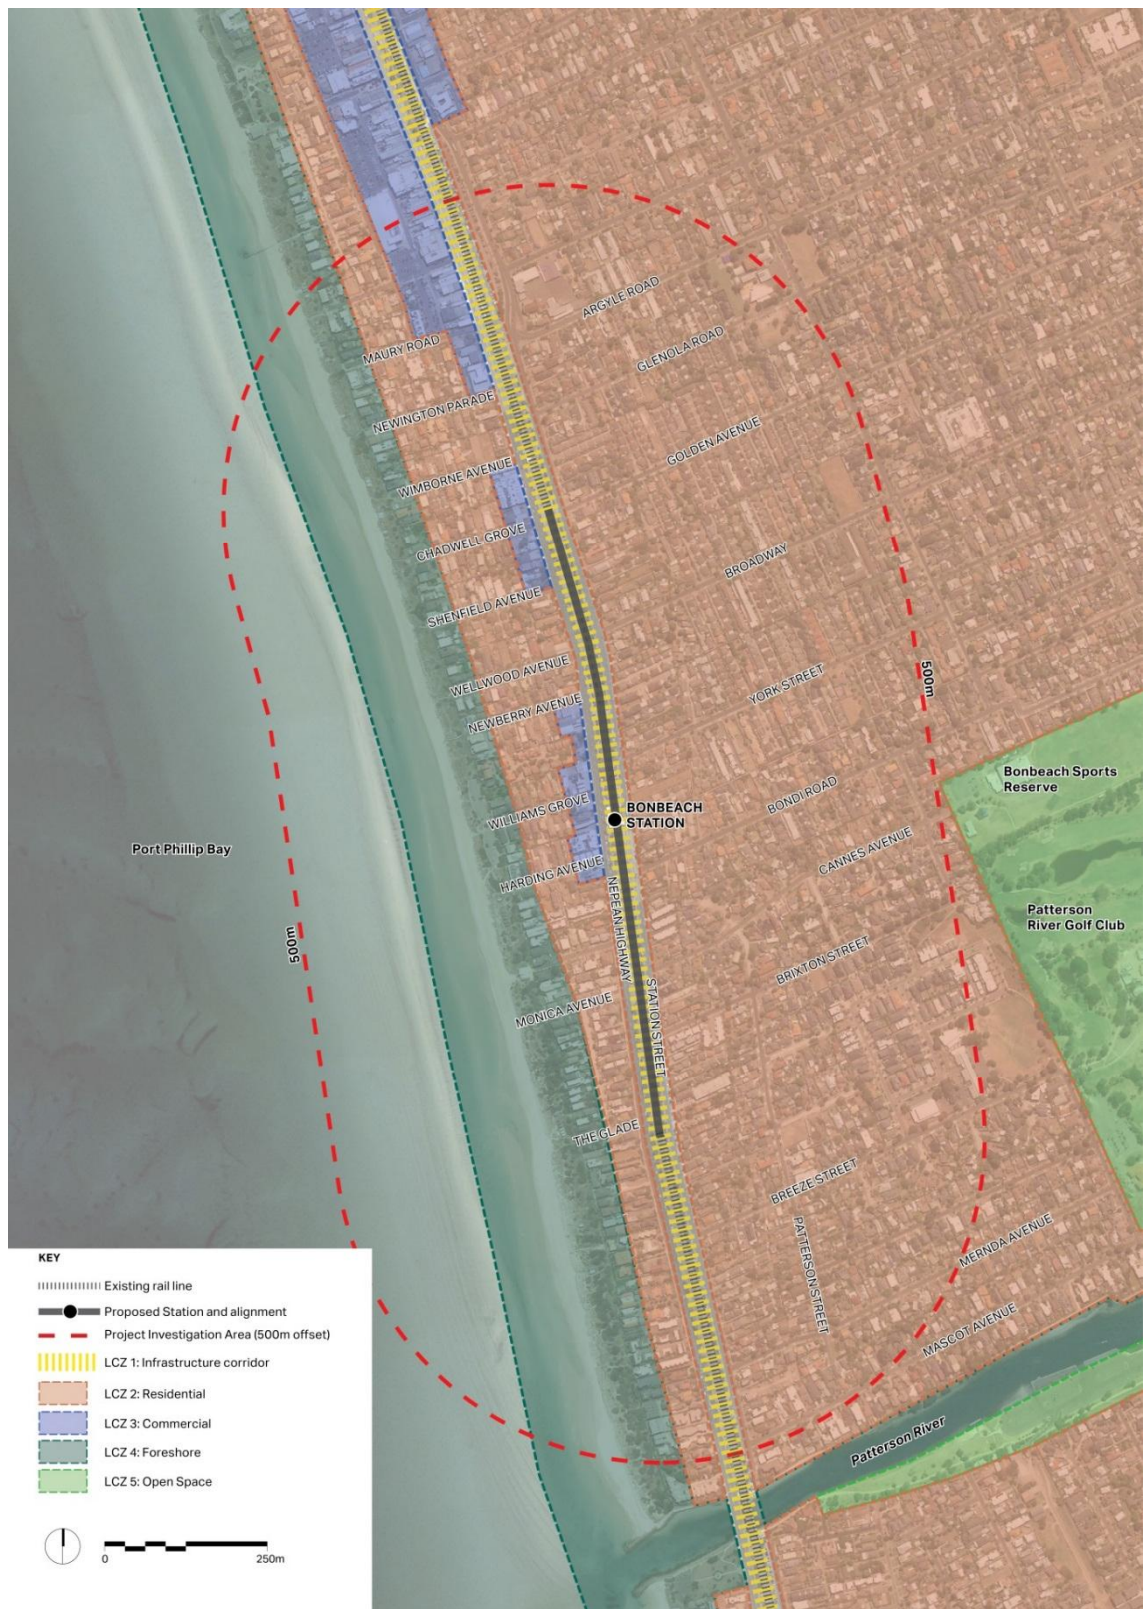 ARGYLE ROAD
GLENOLA ROAD
MAURY ROAD
NEWINGTON PARADE
GOLDEN AVENUE
WIMBORNE AVENUE
CHADWELL GROVE
BROADWAY
SHENFIELD AVENUE
WELLWOOD AVENUE
500m
YORK STREET
NEWBERRY AVENUE
Bonbeach Sports
Reserve
BONDI ROAD
WILLIAMS GROVE
BONBEACH
STATION
Port Phillip Bay
CANNES AVENUE
HARDING AVENUE
NEPEAN HIGHWAY
Patterson
River Golf Club
500m
BRIXTON STREET
STATION STREET
MONICA AVENUE
THE GLADE
BREEZE STREET
PATTERSON STREET
MERNDA AVENUE
MASCOT AVENUE
Patterson River
KEY
Existing rail line
Proposed Station and alignment
Project Investigation Area (500m offset)
LCZ 1: Infrastructure corridor
LCZ 2: Residential
LCZ 3: Commercial
LCZ 4: Foreshore
LCZ 5: Open Space
0
250m